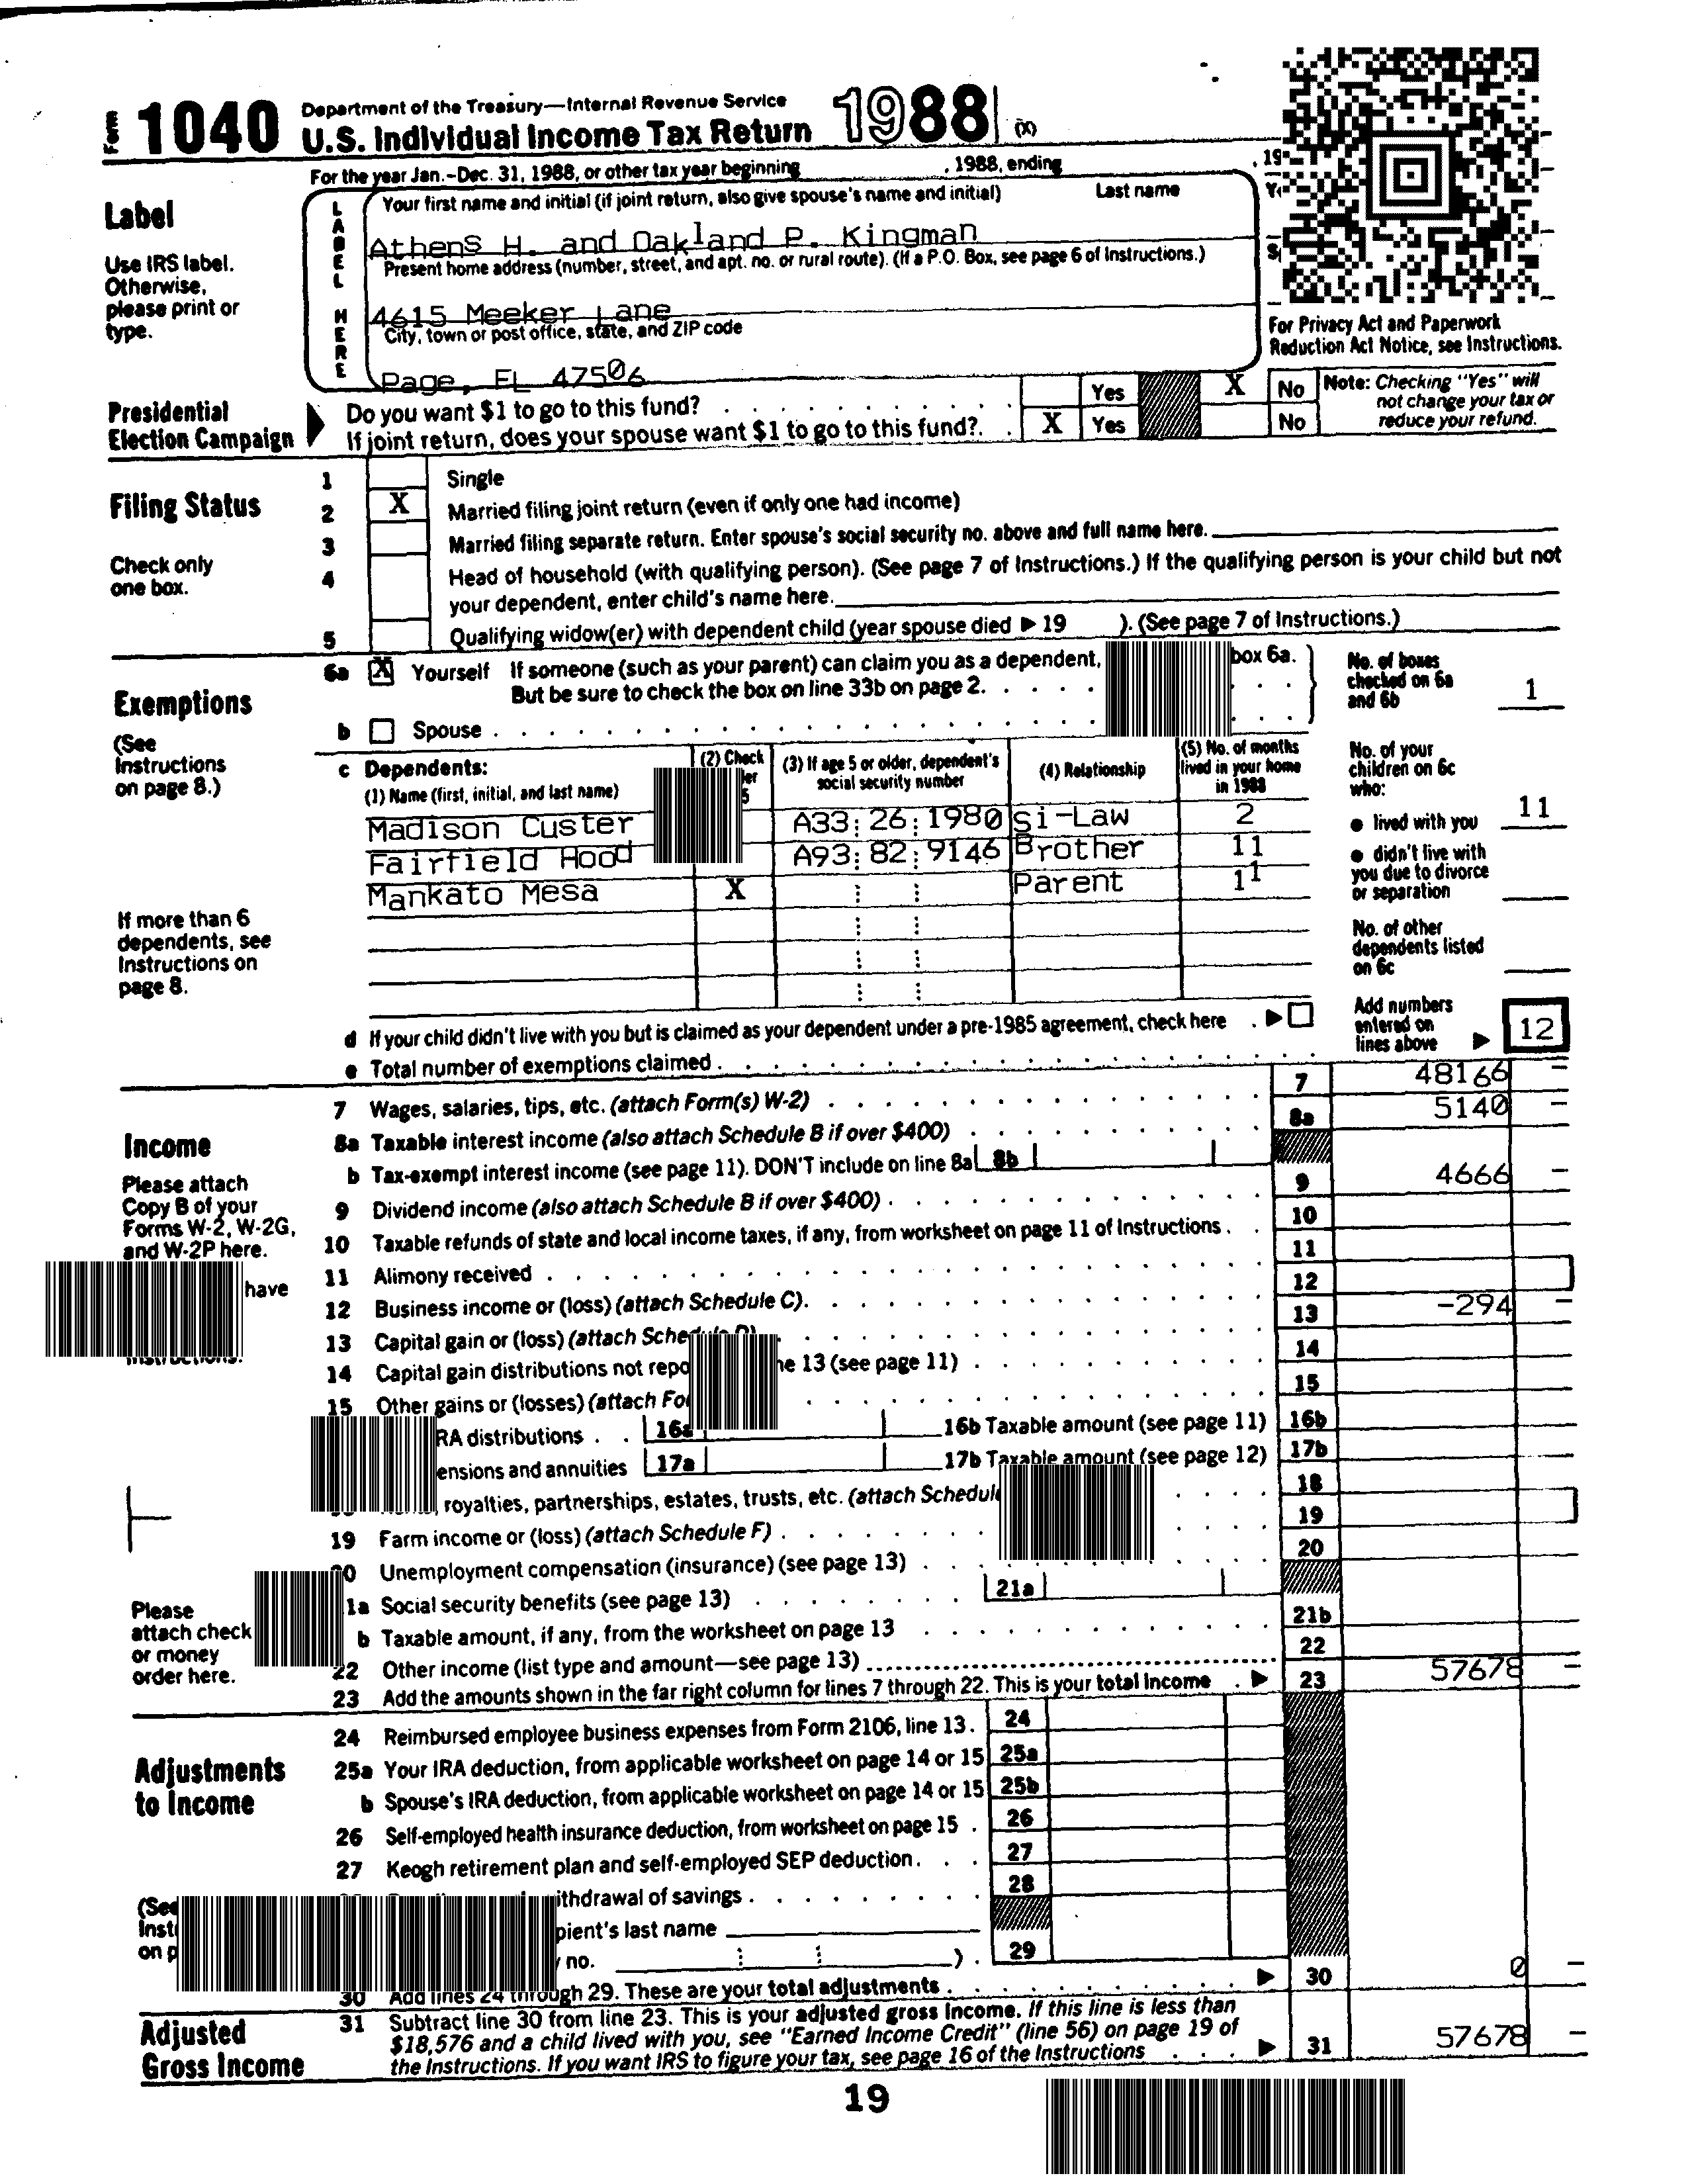 Form 1040 Department of the Treasury—Internal Revenue Service
U.S. Individual Income Tax Return 1988 (X)
For the year Jan.–Dec. 31, 1988, or other tax year beginning , 1988, ending , 19
Label
Use IRS label.
Otherwise,
please print or
type.
LABEL HERE
Your first name and initial (if joint return, also give spouse's name and initial) Last name
Athens H. and Oakland P. Kingman
Present home address (number, street, and apt. no. or rural route). (If a P.O. Box, see page 6 of Instructions.)
4615 Meeker Lane
City, town or post office, state, and ZIP code
Page, FL 47506
For Privacy Act and Paperwork
Reduction Act Notice, see Instructions.
Presidential
Election Campaign
Do you want $1 to go to this fund? Yes X No
If joint return, does your spouse want $1 to go to this fund? X Yes No
Note: Checking "Yes" will
not change your tax or
reduce your refund.
Filing Status
Check only
one box.
1 Single
2 X Married filing joint return (even if only one had income)
3 Married filing separate return. Enter spouse's social security no. above and full name here.
4 Head of household (with qualifying person). (See page 7 of Instructions.) If the qualifying person is your child but not
your dependent, enter child's name here.
5 Qualifying widow(er) with dependent child (year spouse died ▶ 19 ). (See page 7 of Instructions.)
Exemptions
(See
Instructions
on page 8.)
6a X Yourself If someone (such as your parent) can claim you as a dependent, box 6a.
But be sure to check the box on line 33b on page 2.
b Spouse
No. of boxes
checked on 6a
and 6b 1
c Dependents:
(1) Name (first, initial, and last name)
(2) Check
(3) If age 5 or older, dependent's
social security number
(4) Relationship
(5) No. of months
lived in your home
in 1988
Madison Custer A33 26 1980 Si-Law 2
Fairfield Hood A93 82 9146 Brother 11
Mankato Mesa X Parent 11
If more than 6
dependents, see
Instructions on
page 8.
No. of your
children on 6c
who:
● lived with you 11
● didn't live with
you due to divorce
or separation
No. of other
dependents listed
on 6c
d If your child didn't live with you but is claimed as your dependent under a pre-1985 agreement, check here ▶
e Total number of exemptions claimed
Add numbers
entered on
lines above ▶ 12
Income
Please attach
Copy B of your
Forms W-2, W-2G,
and W-2P here.
have
7 Wages, salaries, tips, etc. (attach Form(s) W-2) 7 48166 –
8a Taxable interest income (also attach Schedule B if over $400) 8a 5140 –
b Tax-exempt interest income (see page 11). DON'T include on line 8a 8b
9 Dividend income (also attach Schedule B if over $400) 9 4666 –
10 Taxable refunds of state and local income taxes, if any, from worksheet on page 11 of Instructions 10
11 Alimony received 11
12 Business income or (loss) (attach Schedule C) 12
13 Capital gain or (loss) (attach Schedule D) 13 -294 –
14 Capital gain distributions not repo ne 13 (see page 11) 14
15 Other gains or (losses) (attach Fo 15
RA distributions 16a 16b Taxable amount (see page 11) 16b
ensions and annuities 17a 17b Taxable amount (see page 12) 17b
royalties, partnerships, estates, trusts, etc. (attach Schedul 18
19 Farm income or (loss) (attach Schedule F) 19
20 Unemployment compensation (insurance) (see page 13) 20
1a Social security benefits (see page 13) 21a
b Taxable amount, if any, from the worksheet on page 13 21b
22 Other income (list type and amount—see page 13) 22
23 Add the amounts shown in the far right column for lines 7 through 22. This is your total income ▶ 23 57678 –
Please
attach check
or money
order here.
Adjustments
to Income
24 Reimbursed employee business expenses from Form 2106, line 13 24
25a Your IRA deduction, from applicable worksheet on page 14 or 15 25a
b Spouse's IRA deduction, from applicable worksheet on page 14 or 15 25b
26 Self-employed health insurance deduction, from worksheet on page 15 26
27 Keogh retirement plan and self-employed SEP deduction 27
ithdrawal of savings 28
pient's last name
no. ) 29
(See
Inst
on p
30 Add lines 24 through 29. These are your total adjustments ▶ 30 0 –
Adjusted
Gross Income
31 Subtract line 30 from line 23. This is your adjusted gross income. If this line is less than
$18,576 and a child lived with you, see "Earned Income Credit" (line 56) on page 19 of
the Instructions. If you want IRS to figure your tax, see page 16 of the Instructions ▶ 31 57678 –
19